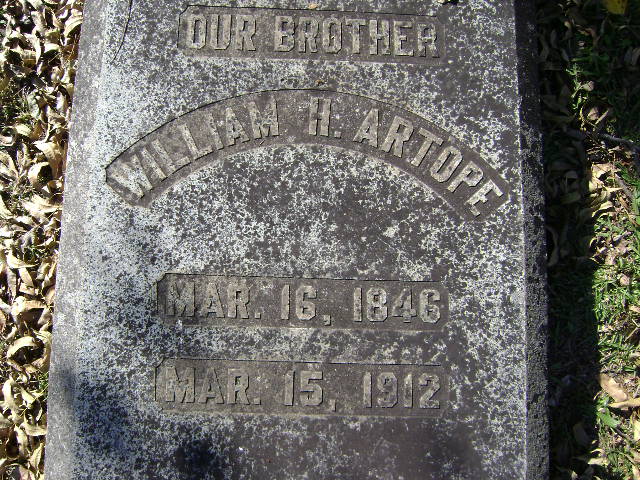 OUR BROTHER
WILLIAM H. ARTOPE
MAR. 16, 1846
MAR. 15, 1912